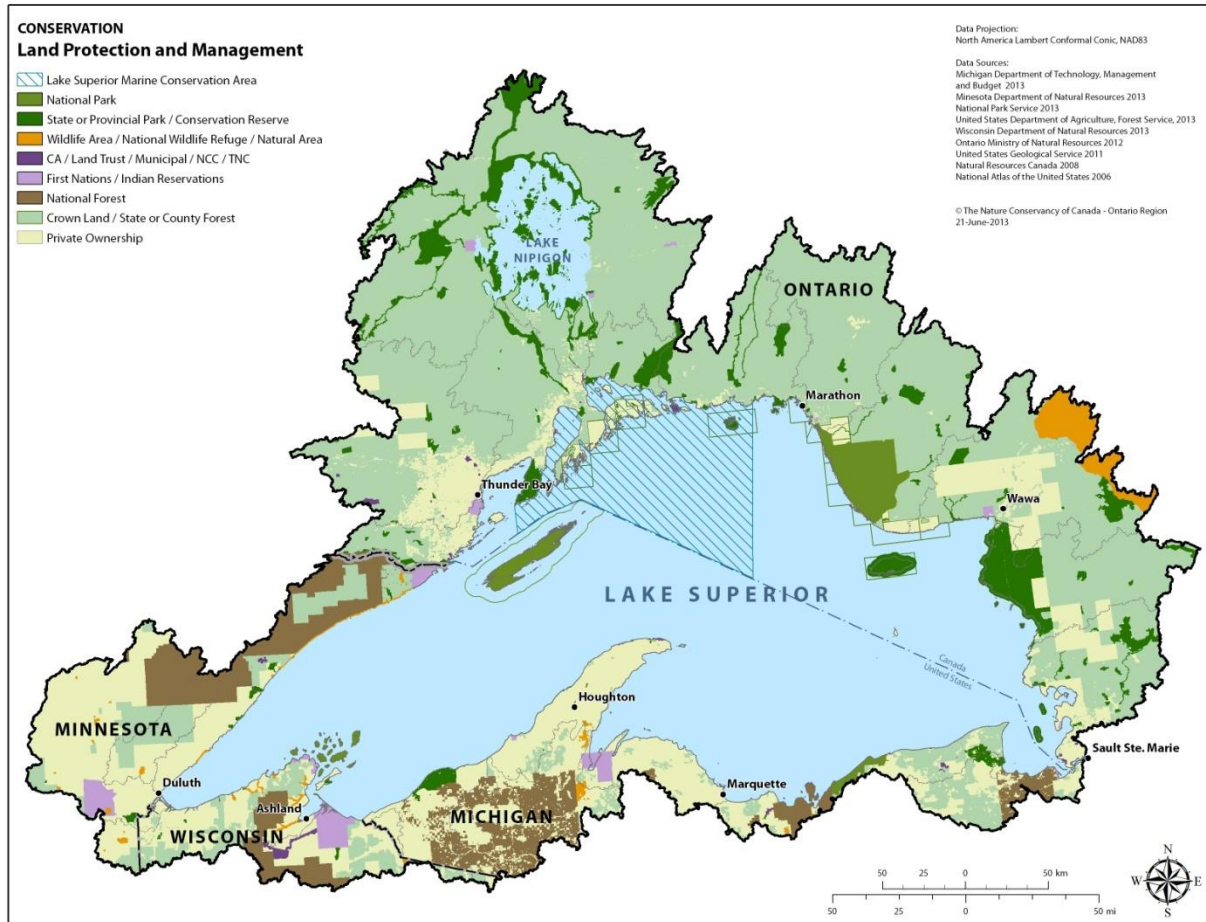 CONSERVATION
Land Protection and Management
Lake Superior Marine Conservation Area
National Park
State or Provincial Park / Conservation Reserve
Wildlife Area / National Wildlife Refuge / Natural Area
CA / Land Trust / Municipal / NCC / TNC
First Nations / Indian Reservations
National Forest
Crown Land / State or County Forest
Private Ownership
Data Projection:
North America Lambert Conformal Conic, NAD83
Data Sources:
Michigan Department of Technology, Management
and Budget 2013
Minesota Department of Natural Resources 2013
National Park Service 2013
United States Department of Agriculture, Forest Service, 2013
Wisconsin Department of Natural Resources 2013
Ontario Ministry of Natural Resources 2012
United States Geological Service 2011
Natural Resources Canada 2008
National Atlas of the United States 2006
© The Nature Conservancy of Canada - Ontario Region
21-June-2013
LAKE
NIPIGON
ONTARIO
Marathon
Thunder Bay
Wawa
LAKE SUPERIOR
Canada
United States
Houghton
MINNESOTA
Sault Ste. Marie
Duluth
Marquette
Ashland
MICHIGAN
WISCONSIN
50 25 0 50 km
50 25 0 50 mi
N
W E
S